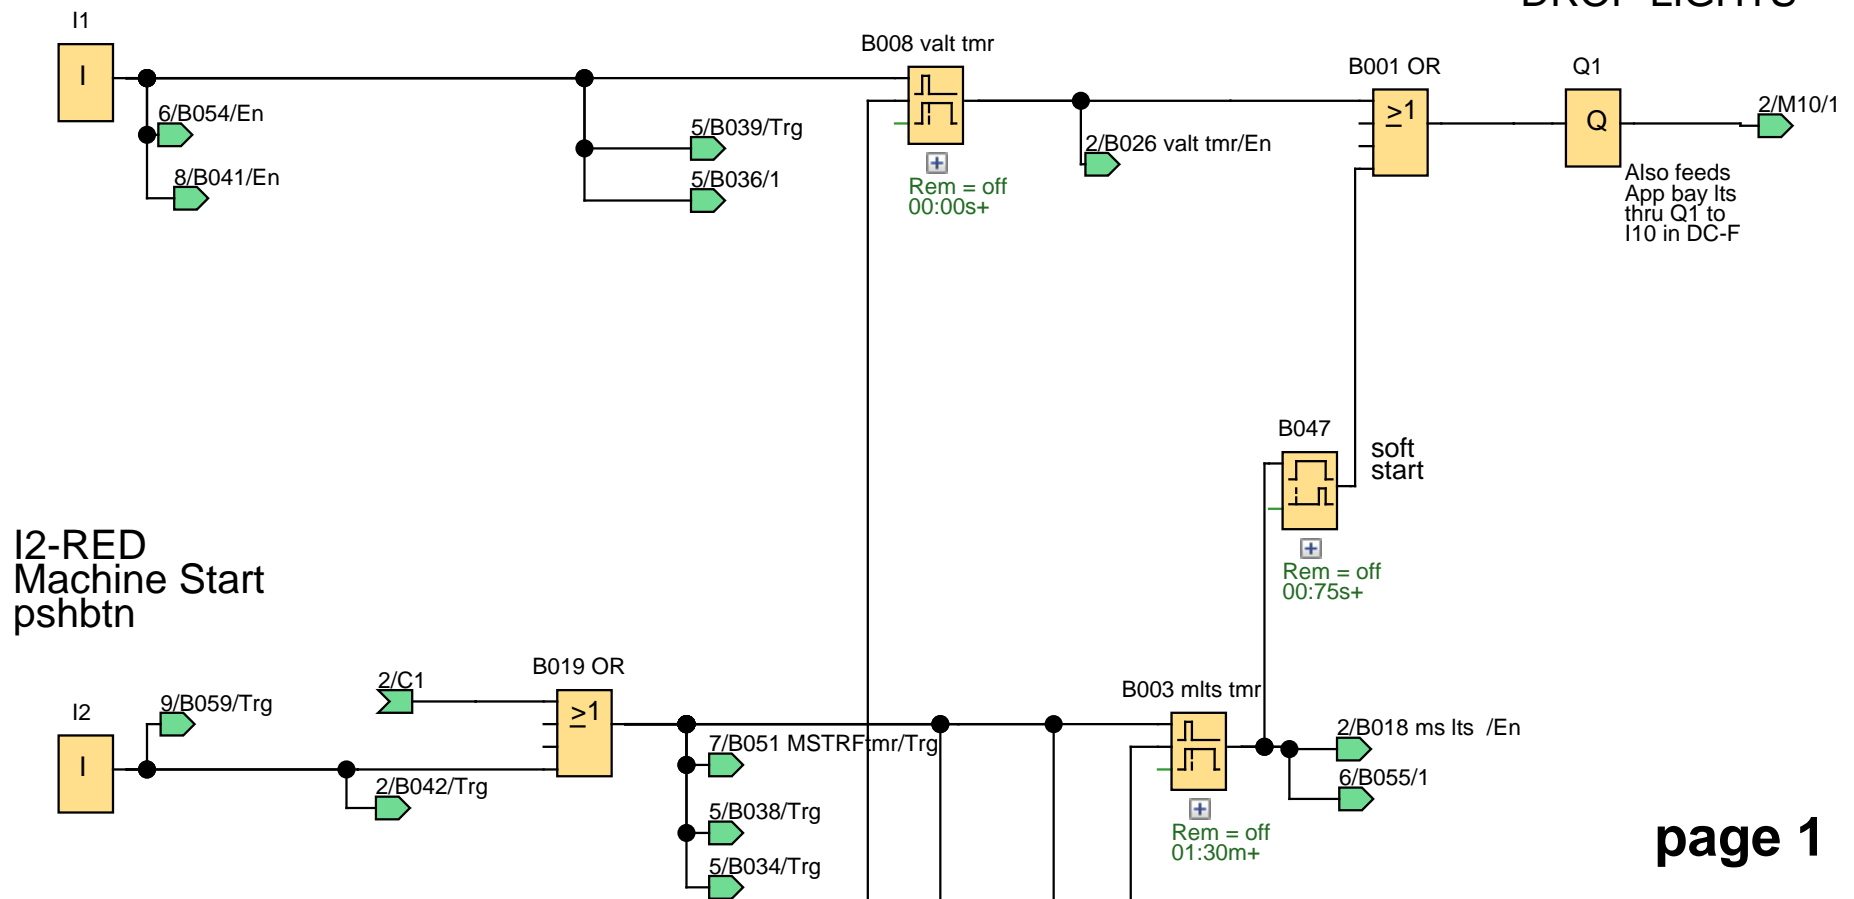 DROP LIGHTS
I1
I
6/B054/En
8/B041/En
5/B039/Trg
5/B036/1
B008 valt tmr
Rem = off
00:00s+
2/B026 valt tmr/En
B001 OR
≥1
Q1
Q
2/M10/1
Also feeds
App bay lts
thru Q1 to
I10 in DC-F
B047
soft
start
Rem = off
00:75s+
I2-RED
Machine Start
pshbtn
I2
I
9/B059/Trg
2/B042/Trg
2/C1
B019 OR
≥1
7/B051 MSTRFtmr/Trg
5/B038/Trg
5/B034/Trg
B003 mlts tmr
Rem = off
01:30m+
2/B018 ms lts  /En
6/B055/1
page 1